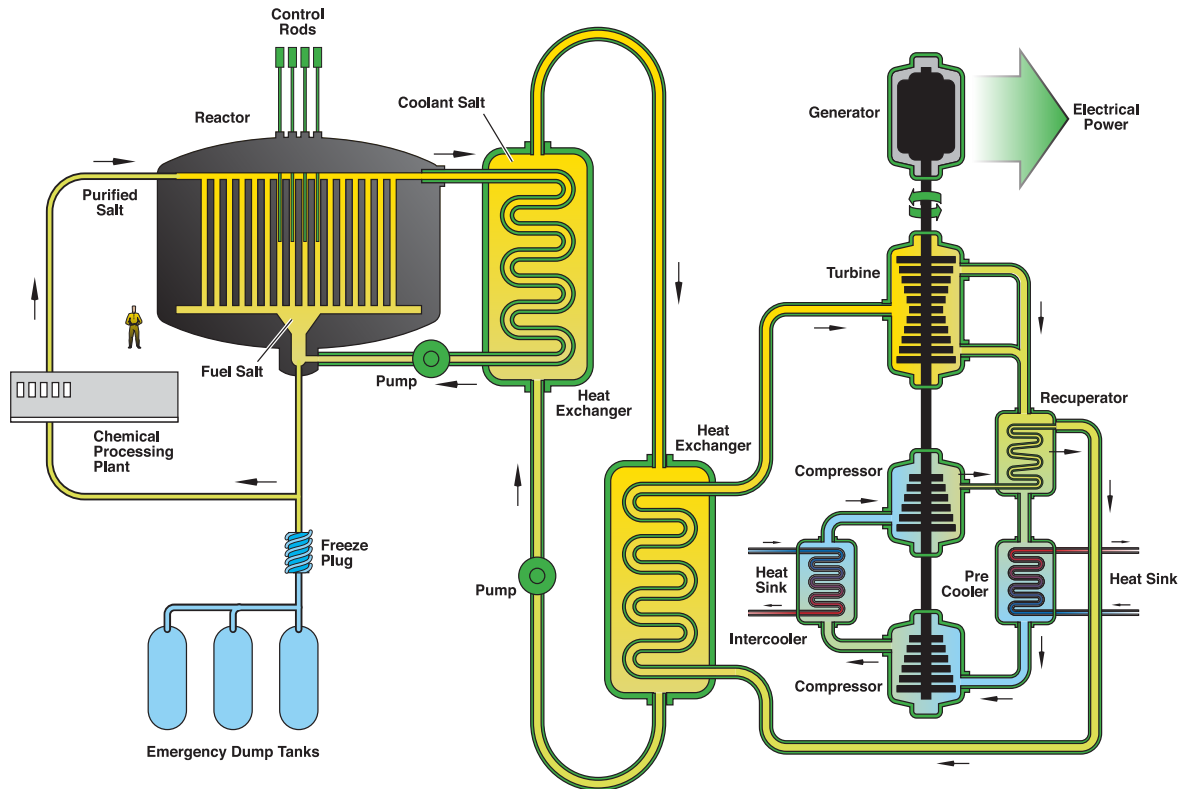 Control
Rods
Coolant Salt
Reactor
Generator
Electrical
Power
Purified
Salt
Turbine
Fuel Salt
Pump
Heat
Exchanger
Recuperator
Chemical
Processing
Plant
Heat
Exchanger
Compressor
Freeze
Plug
Pump
Heat
Sink
Pre
Cooler
Heat Sink
Intercooler
Compressor
Emergency Dump Tanks